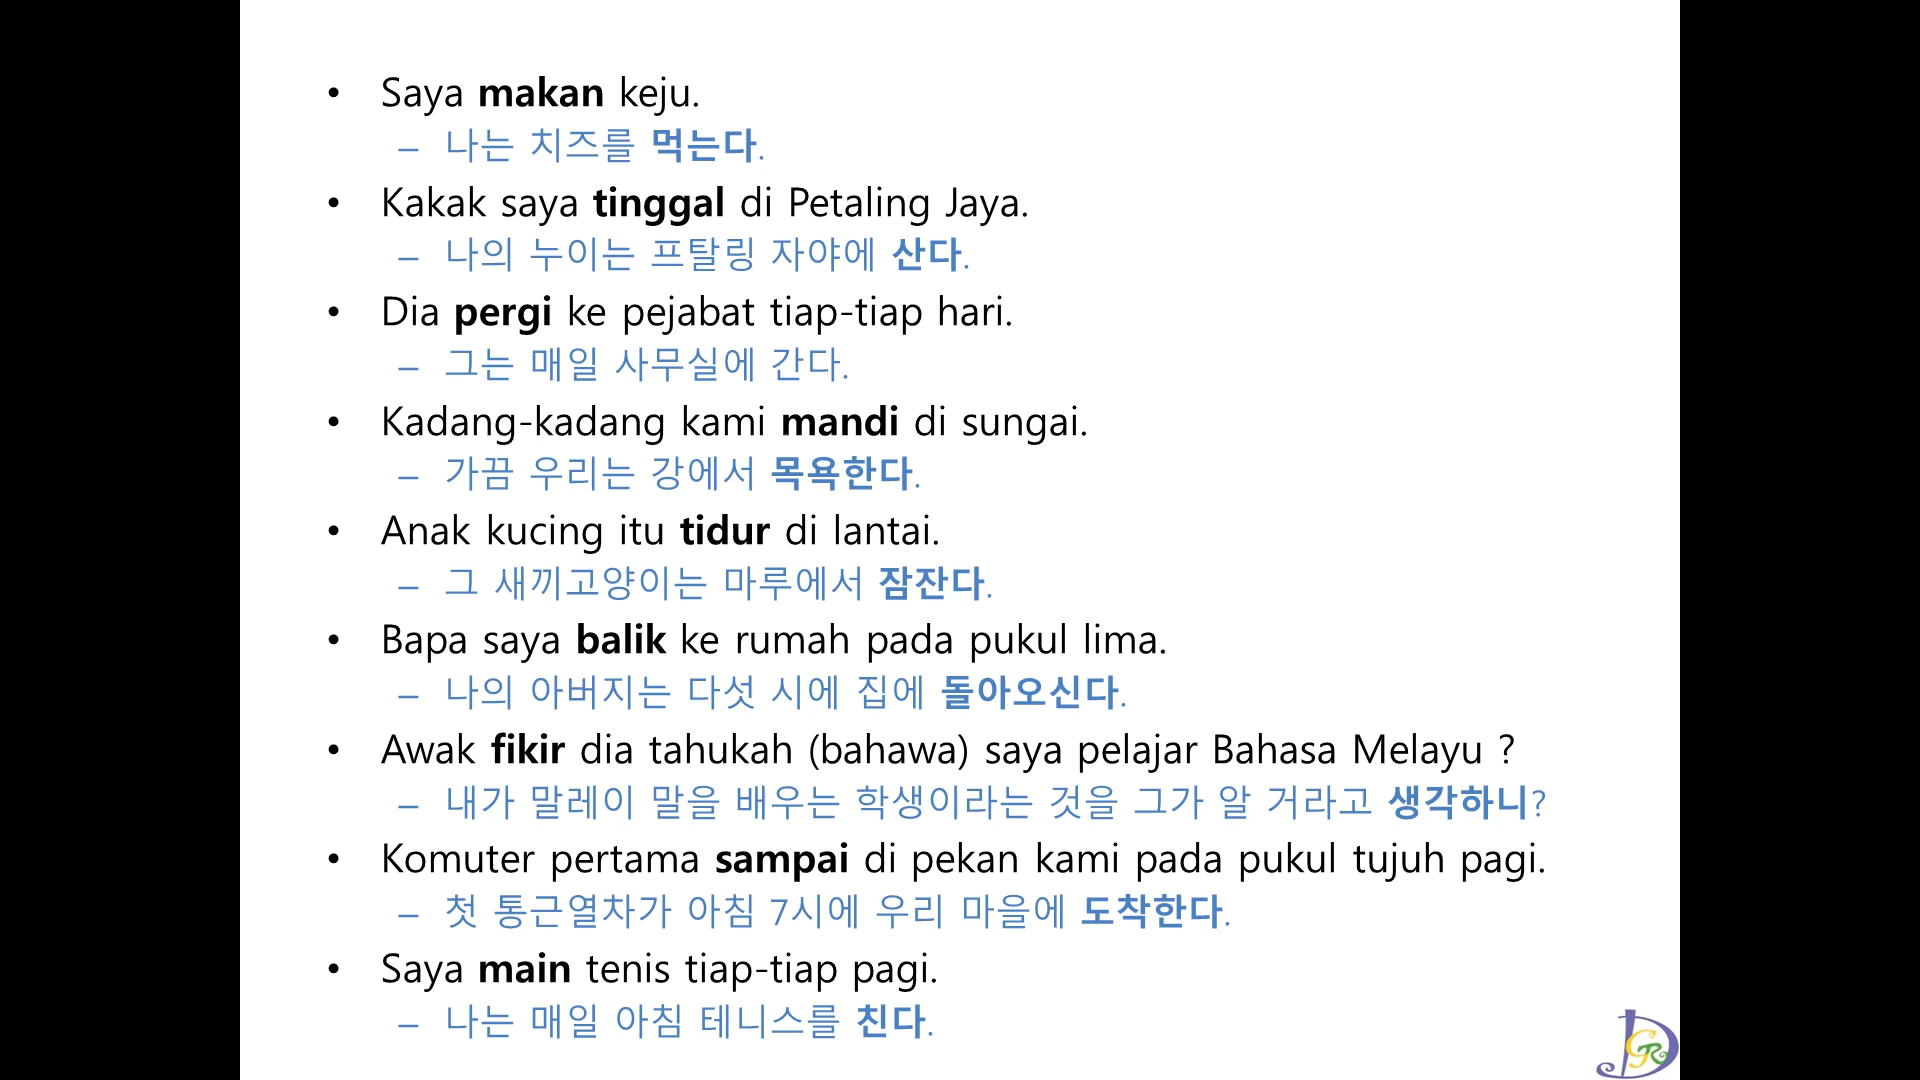 • Saya makan keju.
– 나는 치즈를 먹는다.
• Kakak saya tinggal di Petaling Jaya.
– 나의 누이는 프탈링 자야에 산다.
• Dia pergi ke pejabat tiap-tiap hari.
– 그는 매일 사무실에 간다.
• Kadang-kadang kami mandi di sungai.
– 가끔 우리는 강에서 목욕한다.
• Anak kucing itu tidur di lantai.
– 그 새끼고양이는 마루에서 잠잔다.
• Bapa saya balik ke rumah pada pukul lima.
– 나의 아버지는 다섯 시에 집에 돌아오신다.
• Awak fikir dia tahukah (bahawa) saya pelajar Bahasa Melayu ?
– 내가 말레이 말을 배우는 학생이라는 것을 그가 알 거라고 생각하니?
• Komuter pertama sampai di pekan kami pada pukul tujuh pagi.
– 첫 통근열차가 아침 7시에 우리 마을에 도착한다.
• Saya main tenis tiap-tiap pagi.
– 나는 매일 아침 테니스를 친다.